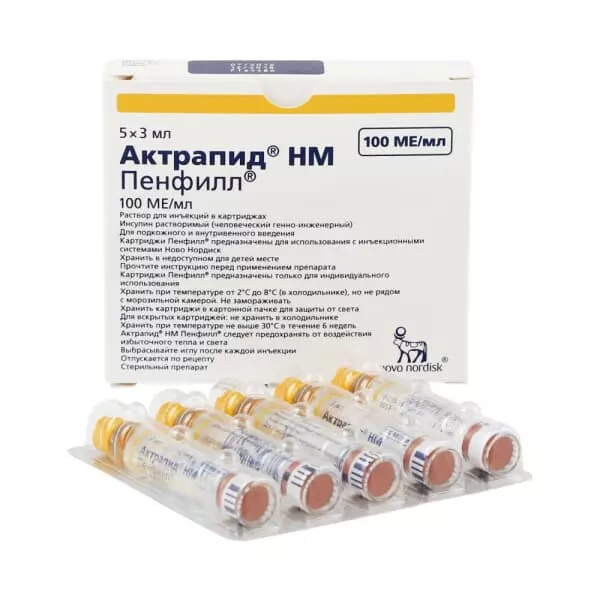 5×3 мл
Актрапид® НМ
Пенфилл®
100 МЕ/мл
100 МЕ/мл
Раствор для инъекций в картриджах
Инсулин растворимый (человеческий генно-инженерный)
Для подкожного и внутривенного введения
Картриджи Пенфилл® предназначены для использования с инъекционными
системами Ново Нордиск
Хранить в недоступном для детей месте
Прочтите инструкцию перед применением препарата
Картриджи Пенфилл® предназначены только для индивидуального
использования
Хранить при температуре от 2°С до 8°С (в холодильнике), но не рядом
с морозильной камерой. Не замораживать
Хранить картриджи в картонной пачке для защиты от света
Для вскрытых картриджей: не хранить в холодильнике
Хранить при температуре не выше 30°С в течение 6 недель
Актрапид® НМ Пенфилл® следует предохранять от воздействия
избыточного тепла и света
Выбрасывайте иглу после каждой инъекции
Отпускается по рецепту
Стерильный препарат
novo nordisk®
Актрапид® НМ